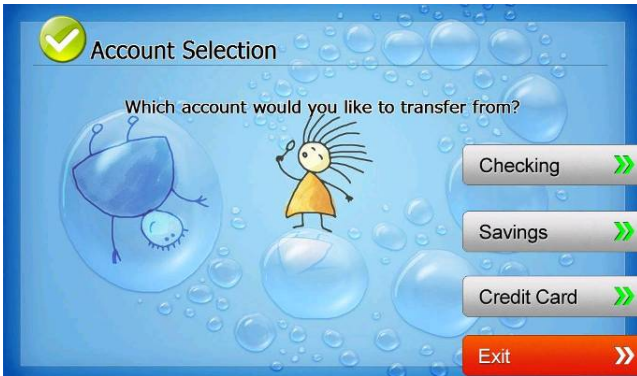 Account Selection
Which account would you like to transfer from?
Checking
Savings
Credit Card
Exit